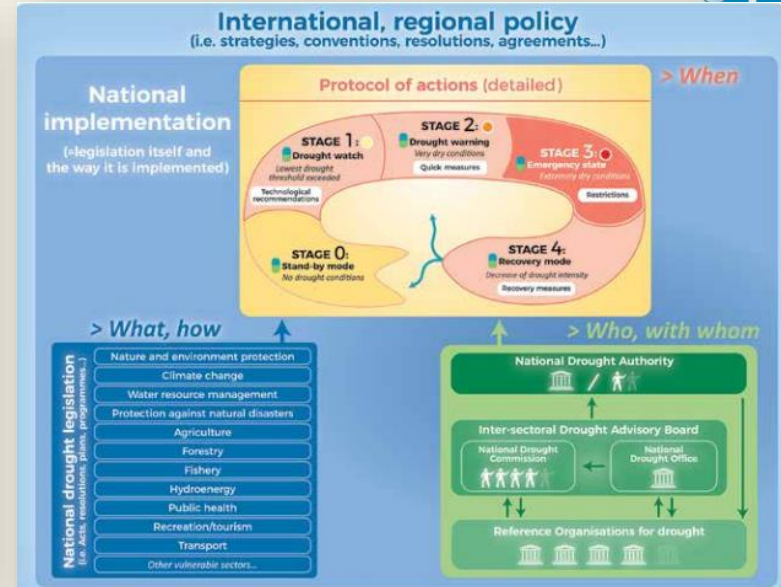 International, regional policy
(i.e. strategies, conventions, resolutions, agreements...)
National
implementation
(=legislation itself and
the way it is implemented)
> When
Protocol of actions (detailed)
STAGE 1:
Drought watch
Lowest drought
threshold exceeded
Technological
recommendations
STAGE 2:
Drought warning
Very dry conditions
Quick measures
STAGE 3:
Emergency state
Extremely dry conditions
Restrictions
STAGE 0:
Stand-by mode
No drought conditions
STAGE 4:
Recovery mode
Decrease of drought intensity
Recovery measures
> What, how
National drought legislation
(i.e. Acts, resolutions, plans, programmes...)
Nature and environment protection
Climate change
Water resource management
Protection against natural disasters
Agriculture
Forestry
Fishery
Hydroenergy
Public health
Recreation/tourism
Transport
Other vulnerable sectors...
> Who, with whom
National Drought Authority
/
Inter-sectoral Drought Advisory Board
National Drought
Commission
National
Drought Office
Reference Organisations for drought